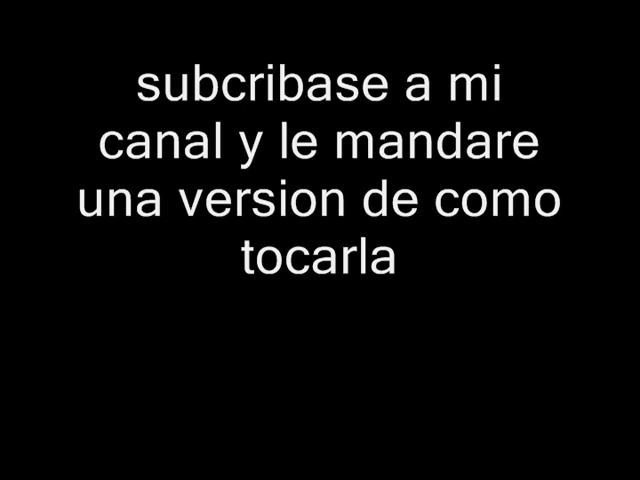 subcribase a mi
canal y le mandare
una version de como
tocarla